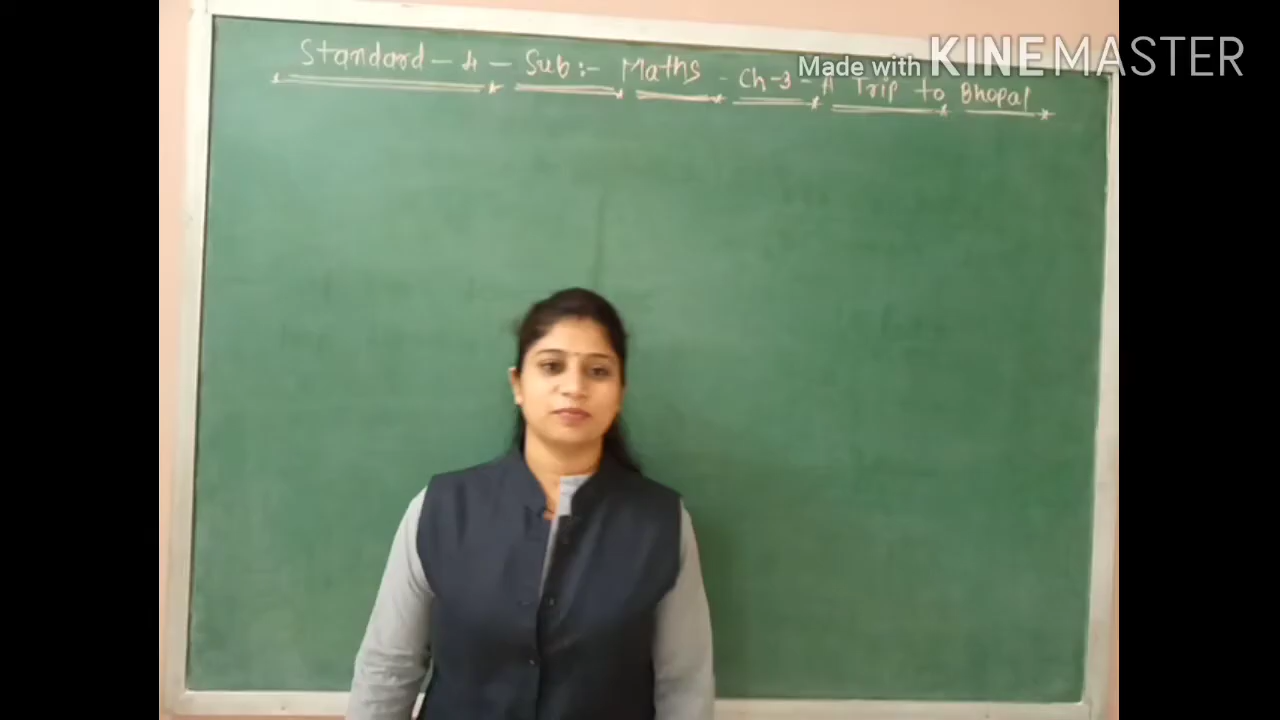 Standard - 4 - Sub :- Maths - Ch-3 - A Trip to Bhopal
Made with KINEMASTER